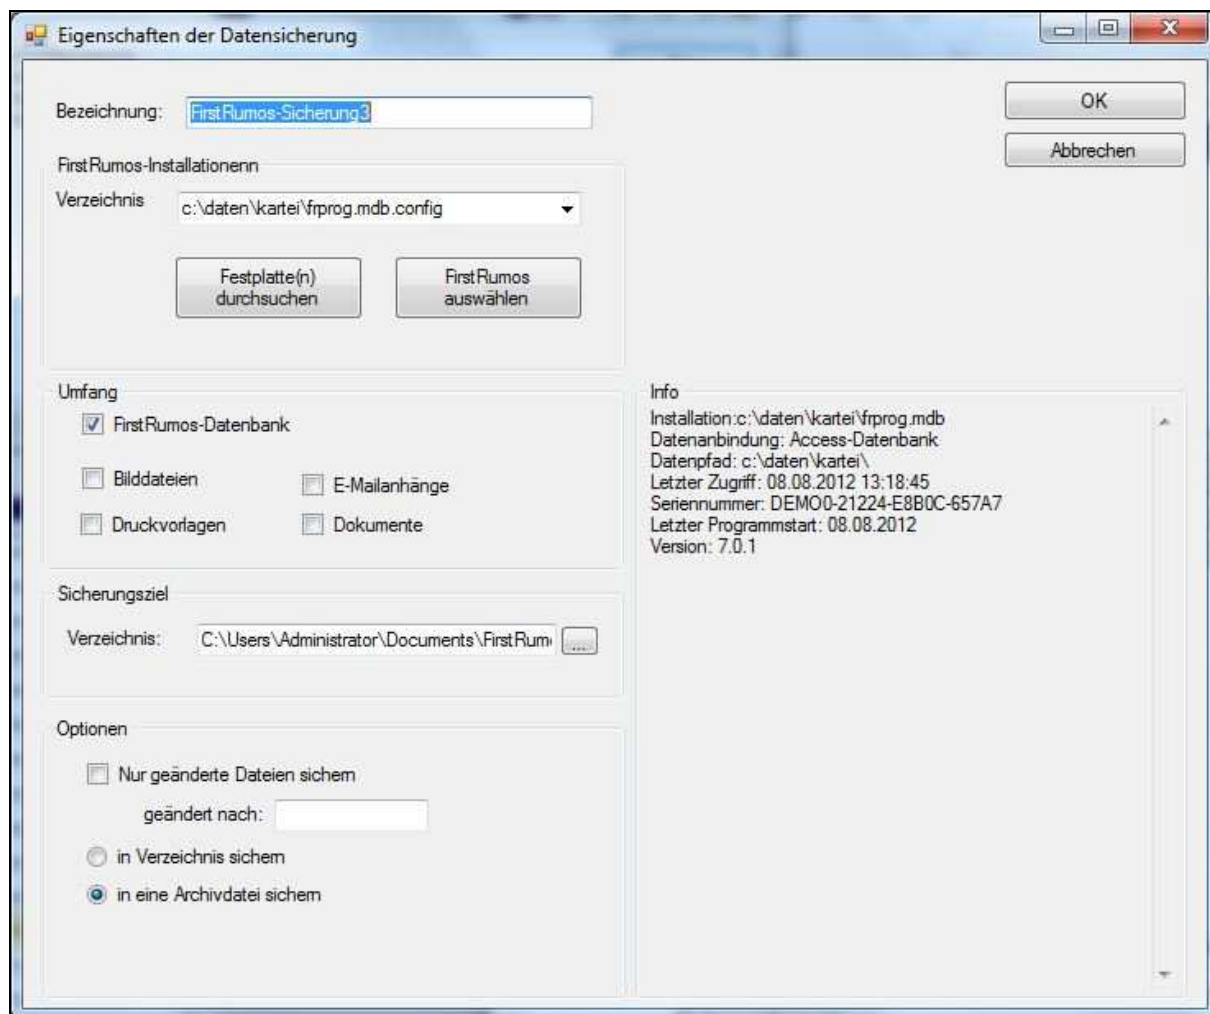 Eigenschaften der Datensicherung
Bezeichnung: FirstRumos-Sicherung3
OK
Abbrechen
FirstRumos-Installationenn
Verzeichnis c:\daten\kartei\frprog.mdb.config
Festplatte(n)
durchsuchen
FirstRumos
auswählen
Umfang
FirstRumos-Datenbank
Bilddateien
E-Mailanhänge
Druckvorlagen
Dokumente
Sicherungsziel
Verzeichnis: C:\Users\Administrator\Documents\FirstRum
...
Optionen
Nur geänderte Dateien sichern
geändert nach:
in Verzeichnis sichern
in eine Archivdatei sichern
Info
Installation:c:\daten\kartei\frprog.mdb
Datenanbindung: Access-Datenbank
Datenpfad: c:\daten\kartei\
Letzter Zugriff: 08.08.2012 13:18:45
Seriennummer: DEMO0-21224-E8B0C-657A7
Letzter Programmstart: 08.08.2012
Version: 7.0.1